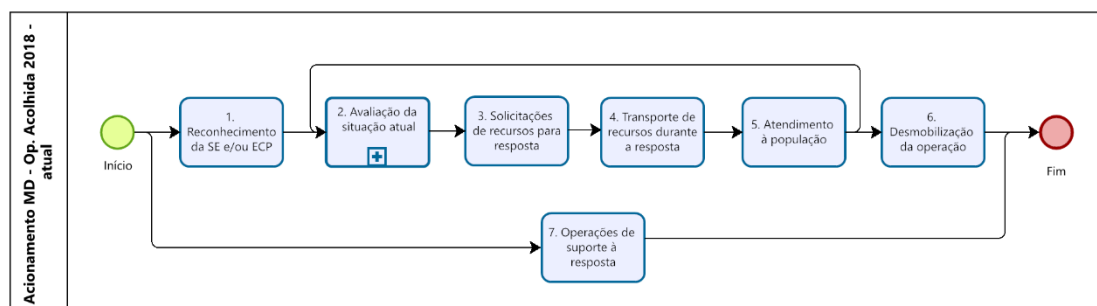 Acionamento MD - Op. Acolhida 2018 -
atual
Início
1.
Reconhecimento
da SE e/ou ECP
2. Avaliação da
situação atual
3. Solicitações
de recursos para
resposta
4. Transporte de
recursos durante
a resposta
5. Atendimento
à população
6.
Desmobilização
da operação
Fim
7. Operações de
suporte à
resposta